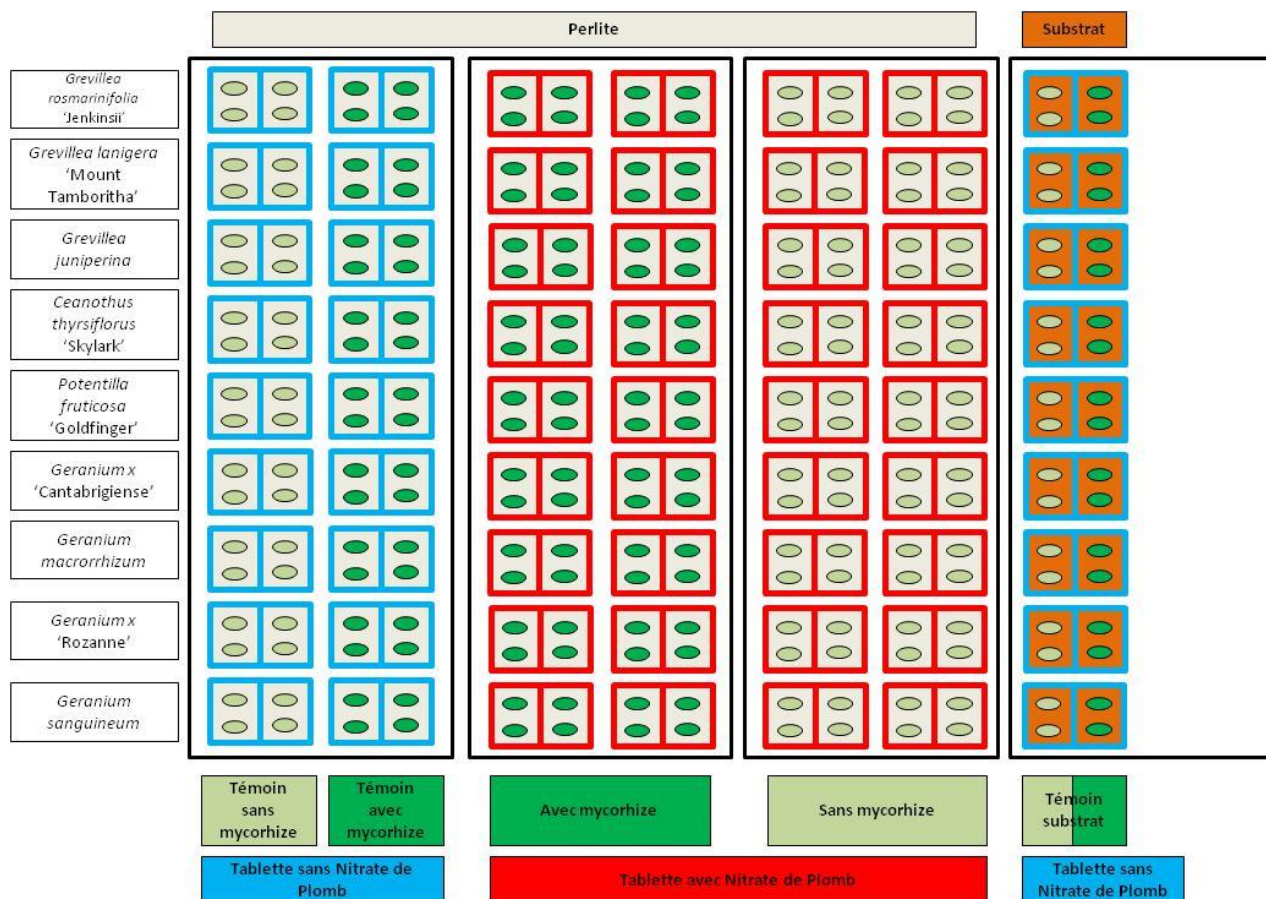 Perlite
Substrat
Grevillea
rosmarinifolia
'Jenkinsii'
Grevillea lanigera
'Mount
Tamboritha'
Grevillea
juniperina
Ceanothus
thyrsiflorus
'Skylark'
Potentilla
fruticosa
'Goldfinger'
Geranium x
'Cantabrigiense'
Geranium
macrorrhizum
Geranium x
'Rozanne'
Geranium
sanguineum
Témoin
sans
mycorhize
Témoin
avec
mycorhize
Avec mycorhize
Sans mycorhize
Témoin
substrat
Tablette sans Nitrate de
Plomb
Tablette avec Nitrate de Plomb
Tablette sans
Nitrate de Plomb